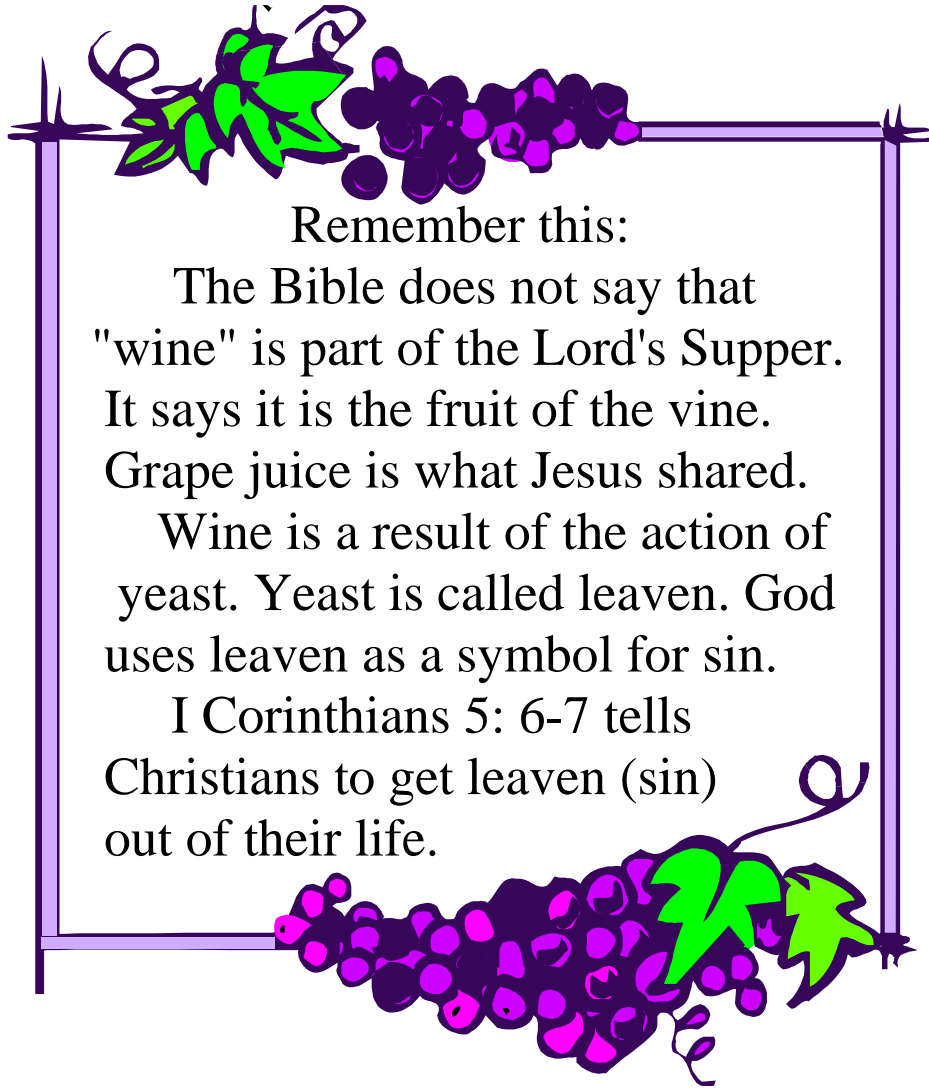 Remember this:
The Bible does not say that
"wine" is part of the Lord's Supper.
It says it is the fruit of the vine.
Grape juice is what Jesus shared.
Wine is a result of the action of
yeast. Yeast is called leaven. God
uses leaven as a symbol for sin.
I Corinthians 5: 6-7 tells
Christians to get leaven (sin)
out of their life.